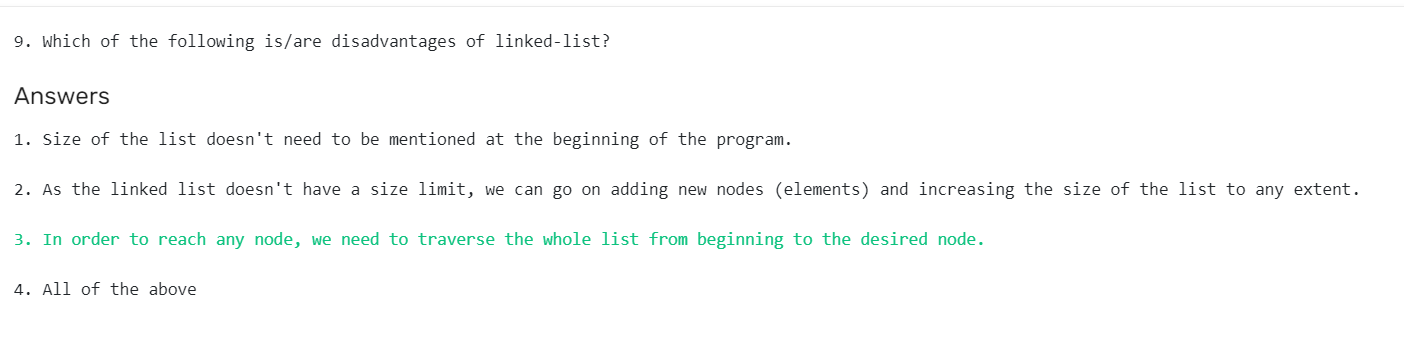 9. Which of the following is/are disadvantages of linked-list?
Answers
1. Size of the list doesn't need to be mentioned at the beginning of the program.
2. As the linked list doesn't have a size limit, we can go on adding new nodes (elements) and increasing the size of the list to any extent.
3. In order to reach any node, we need to traverse the whole list from beginning to the desired node.
4. All of the above